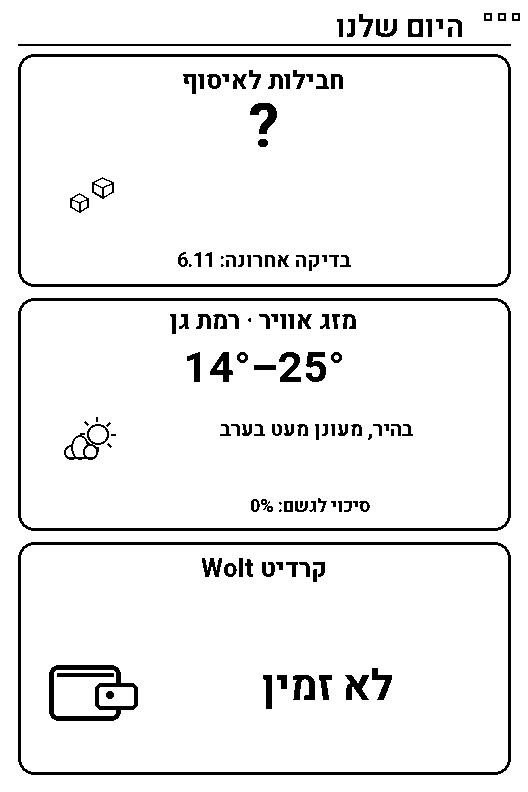 היום שלנו
חבילות לאיסוף
?
בדיקה אחרונה: 6.11
מזג אוויר · רמת גן
14°–25°
בהיר, מעונן מעט בערב
סיכוי לגשם: 0%
קרדיט Wolt
לא זמין